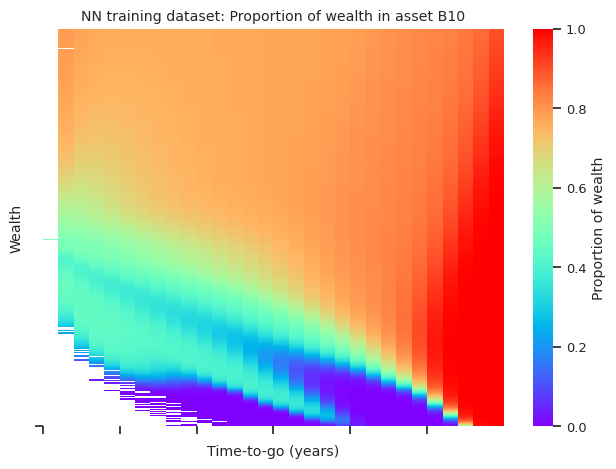 NN training dataset: Proportion of wealth in asset B10
Wealth
Time-to-go (years)
1.0
0.8
0.6
0.4
0.2
0.0
Proportion of wealth